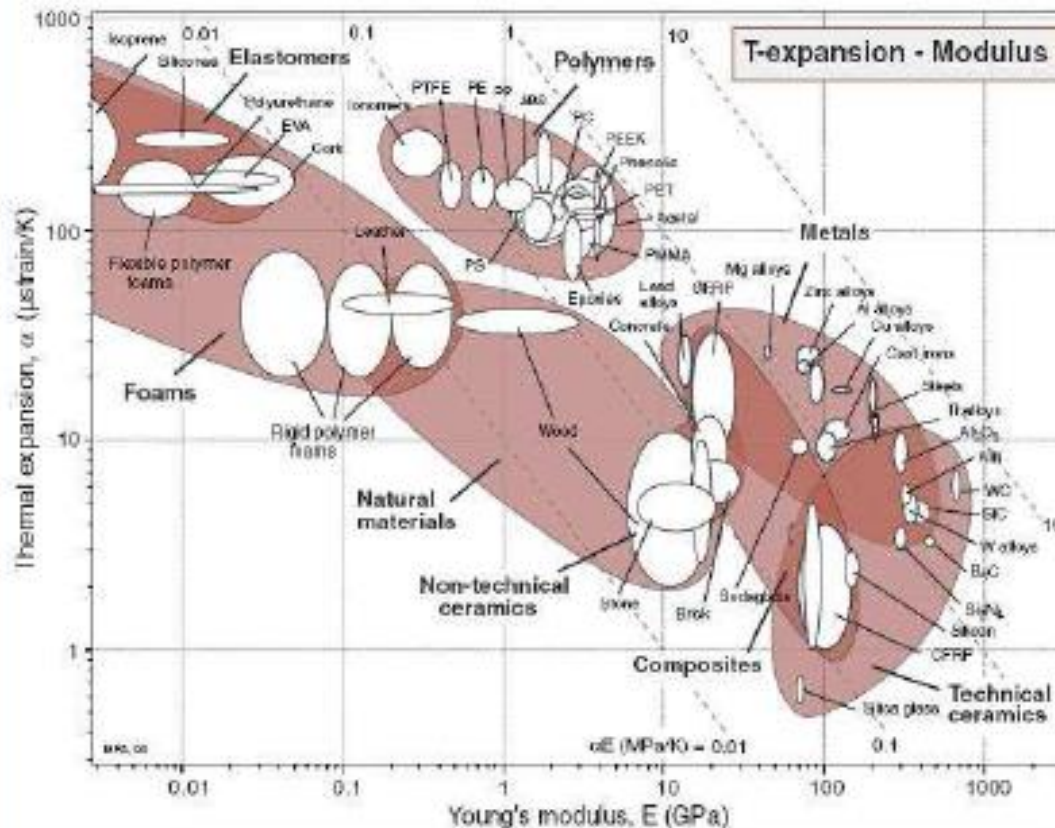 T-expansion - Modulus
1000
100
10
1
Thermal expansion, α (µstrain/K)
0.01
0.1
1
10
Isoprene
Silicones
Elastomers
Polyurethane
EVA
Cork
Flexible polymer
foams
Foams
Rigid polymer
foams
Leather
Ionomers
PTFE
PE
PP
ABS
Polymers
PC
PEEK
Phenolic
PET
Acetal
PMMA
PS
Epoxies
Lead
alloys
GFRP
Concrete
Mg alloys
Metals
Zinc alloys
Al alloys
Cu alloys
Cast irons
Steels
Ti alloys
Al₂O₃
AlN
WC
SiC
W alloys
B₄C
Si₃N₄
Silicon
CFRP
Technical
ceramics
Silica glass
Composites
Sodaglass
Brick
Stone
Wood
Natural
materials
Non-technical
ceramics
αE (MPa/K) = 0.01
0.1
0.01
0.1
1
10
100
1000
Young's modulus, E (GPa)